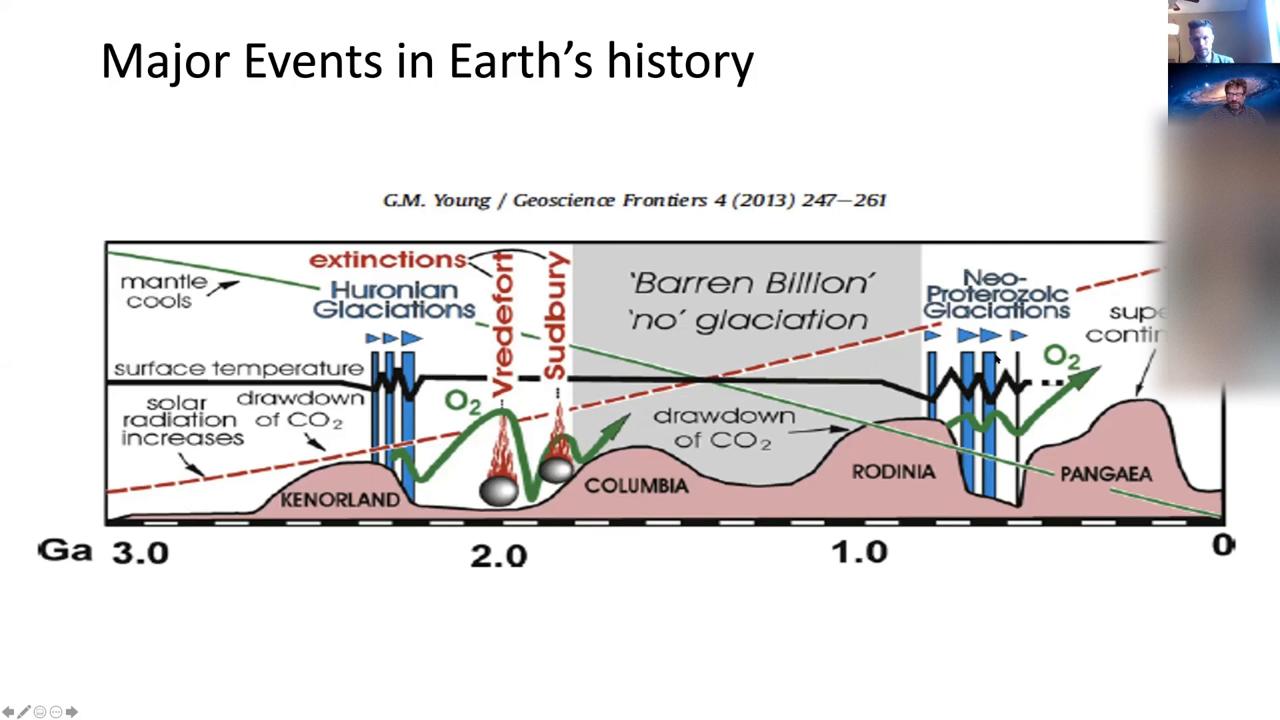 Major Events in Earth's history
G.M. Young / Geoscience Frontiers 4 (2013) 247–261
extinctions
Vredefort
Sudbury
'Barren Billion'
'no' glaciation
Neo-
Proterozoic
Glaciations
mantle
cools
Huronian
Glaciations
surface temperature
solar
radiation
increases
drawdown
of CO2
O2
drawdown
of CO2
O2
KENORLAND
COLUMBIA
RODINIA
PANGAEA
Ga 3.0 2.0 1.0 0